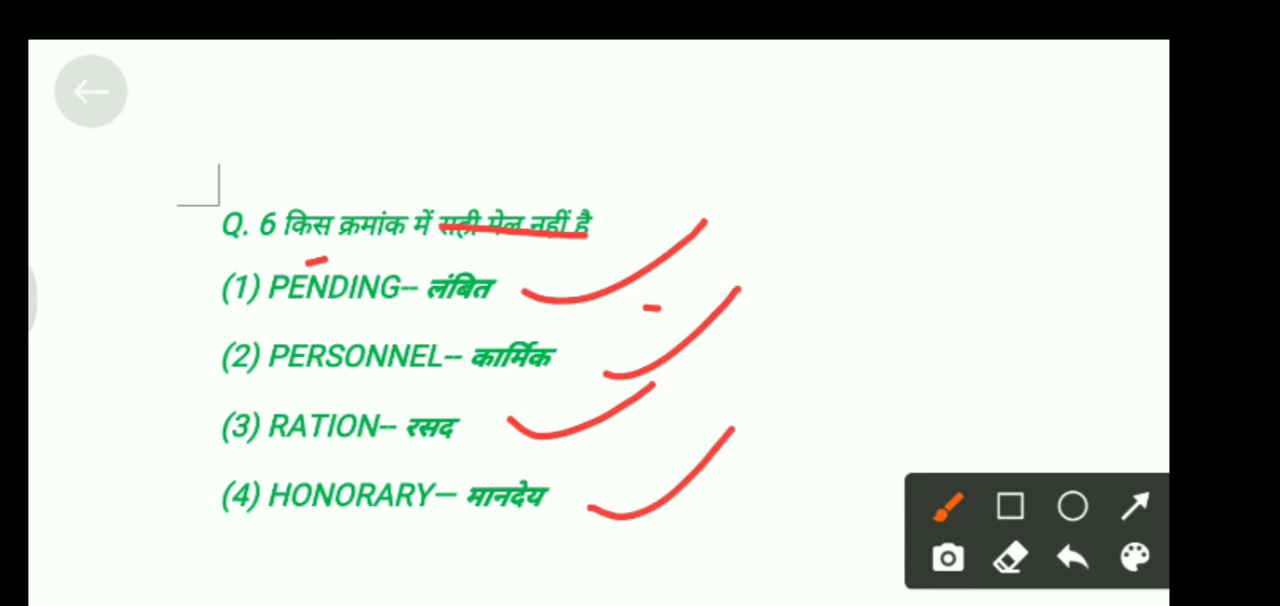 Q. 6 किस क्रमांक में सही मेल नहीं है
(1) PENDING-- लंबित
(2) PERSONNEL-- कार्मिक
(3) RATION-- रसद
(4) HONORARY— मानदेय